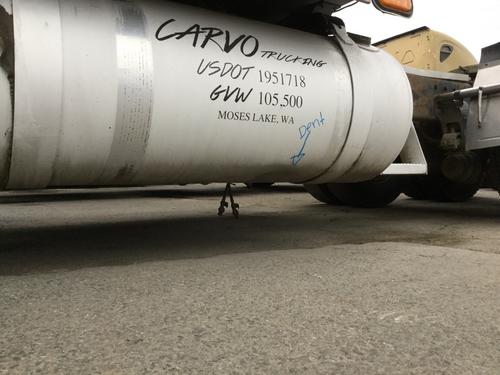 CARVO TRUCKING
USDOT 1951718
GVW 105,500
MOSES LAKE, WA
Dent